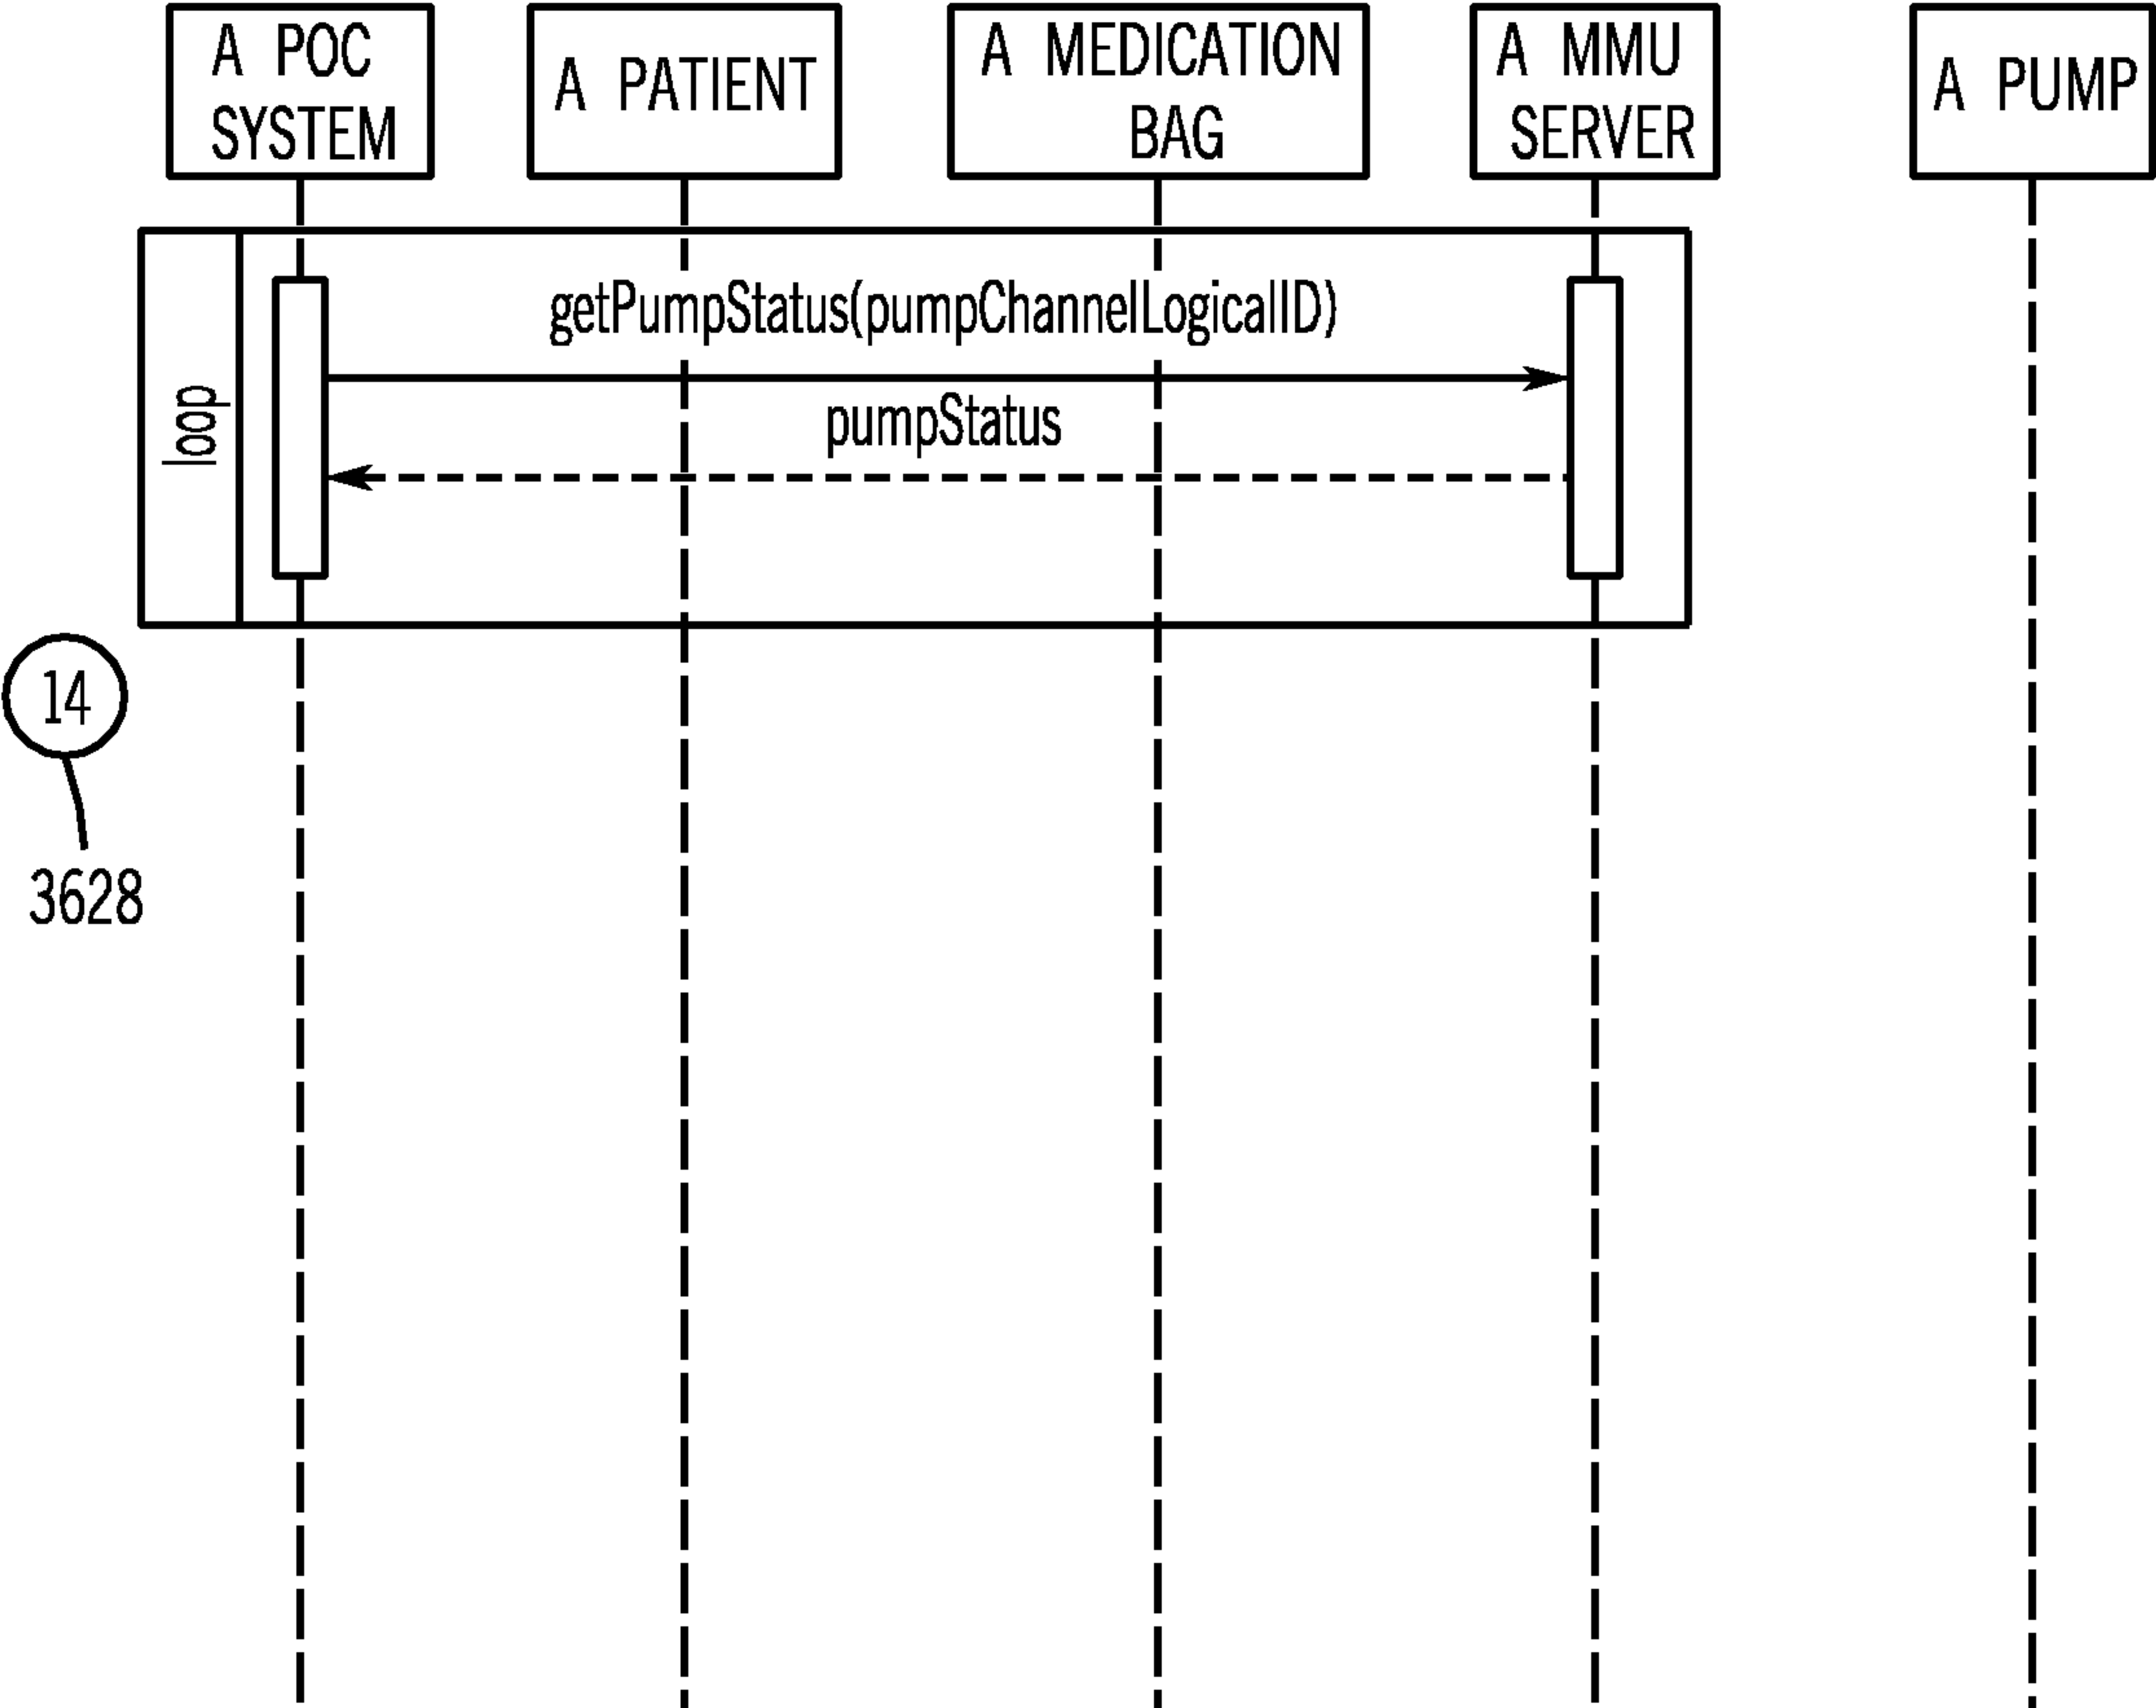 A POC
SYSTEM
A PATIENT
A MEDICATION
BAG
A MMU
SERVER
A PUMP
loop
getPumpStatus(pumpChannelLogicalID))
pumpStatus
14
3628